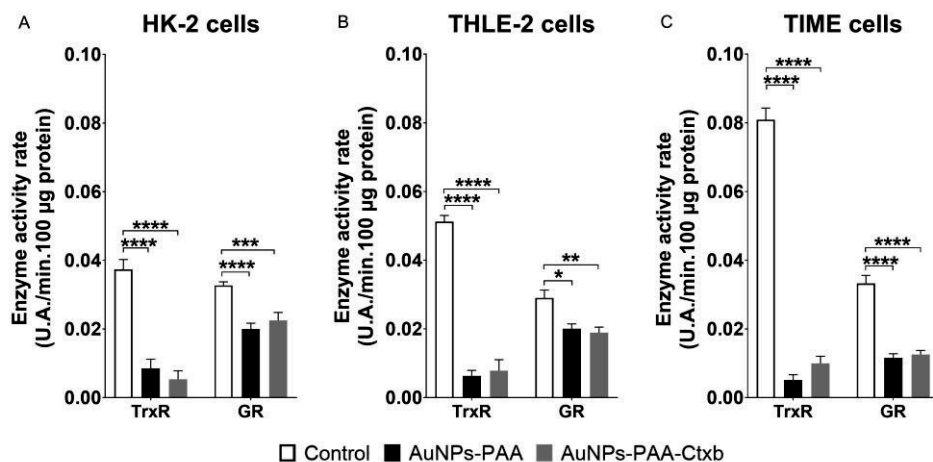 A HK-2 cells
Enzyme activity rate
(U.A./min.100 µg protein)
0.10
0.08
0.06
0.04
0.02
0.00
****
****
***
****
TrxR GR
B THLE-2 cells
Enzyme activity rate
(U.A./min.100 µg protein)
0.10
0.08
0.06
0.04
0.02
0.00
****
****
**
*
TrxR GR
C TIME cells
Enzyme activity rate
(U.A./min.100 µg protein)
0.10
0.08
0.06
0.04
0.02
0.00
****
****
****
****
TrxR GR
Control AuNPs-PAA AuNPs-PAA-Ctxb